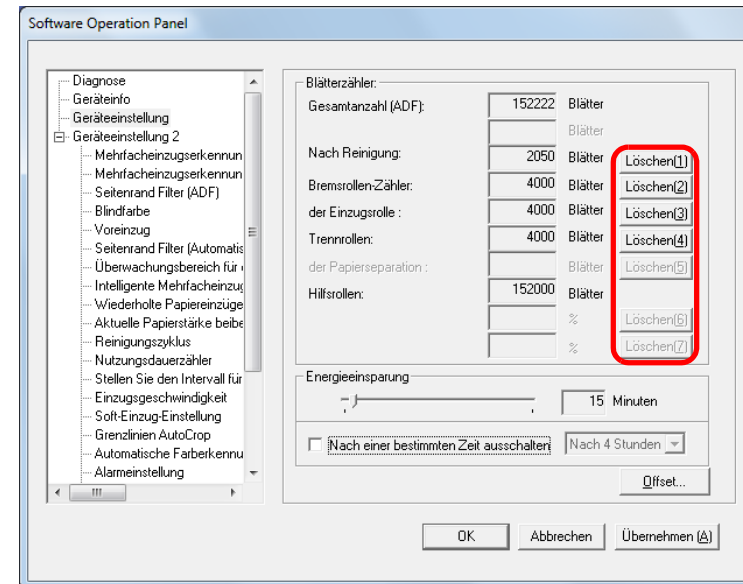 Software Operation Panel
Diagnose
Geräteinfo
Geräteeinstellung
Geräteeinstellung 2
Mehrfacheinzugserkennun
Mehrfacheinzugserkennun
Seitenrand Filter (ADF)
Blindfarbe
Voreinzug
Seitenrand Filter (Automatis
Überwachungsbereich für
Intelligente Mehrfacheinzug
Wiederholte Papiereinzüge
Aktuelle Papierstärke beibe
Reinigungszyklus
Nutzungsdauerzähler
Stellen Sie den Intervall für
Einzugsgeschwindigkeit
Soft-Einzug-Einstellung
Grenzlinien AutoCrop
Automatische Farberkennu
Alarmeinstellung
Blätterzähler:
Gesamtanzahl (ADF): 152222 Blätter
Blätter
Nach Reinigung: 2050 Blätter Löschen(1)
Bremsrollen-Zähler: 4000 Blätter Löschen(2)
der Einzugsrolle : 4000 Blätter Löschen(3)
Trennrollen: 4000 Blätter Löschen(4)
der Papierseparation : Blätter Löschen(5)
Hilfsrollen: 152000 Blätter
% Löschen(6)
% Löschen(7)
Energieeinsparung
15 Minuten
Nach einer bestimmten Zeit ausschalten Nach 4 Stunden
Offset...
OK Abbrechen Übernehmen (A)